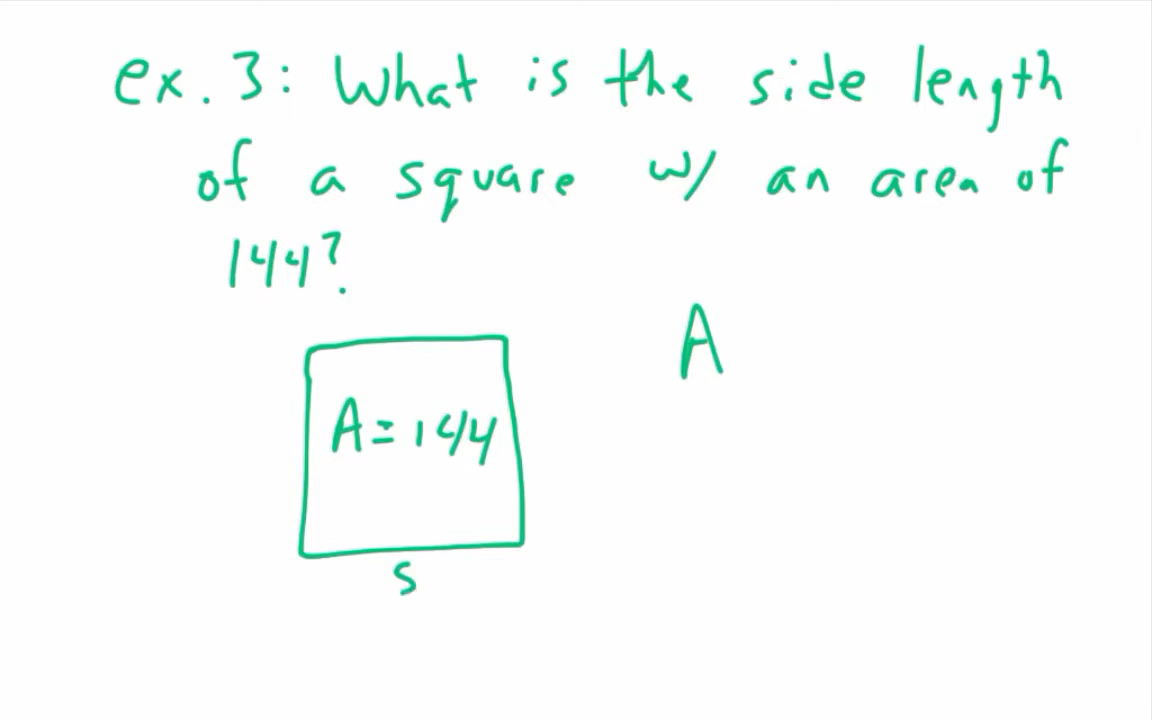 ex. 3: What is the side length
of a square w/ an area of
144?
A
A = 144
s